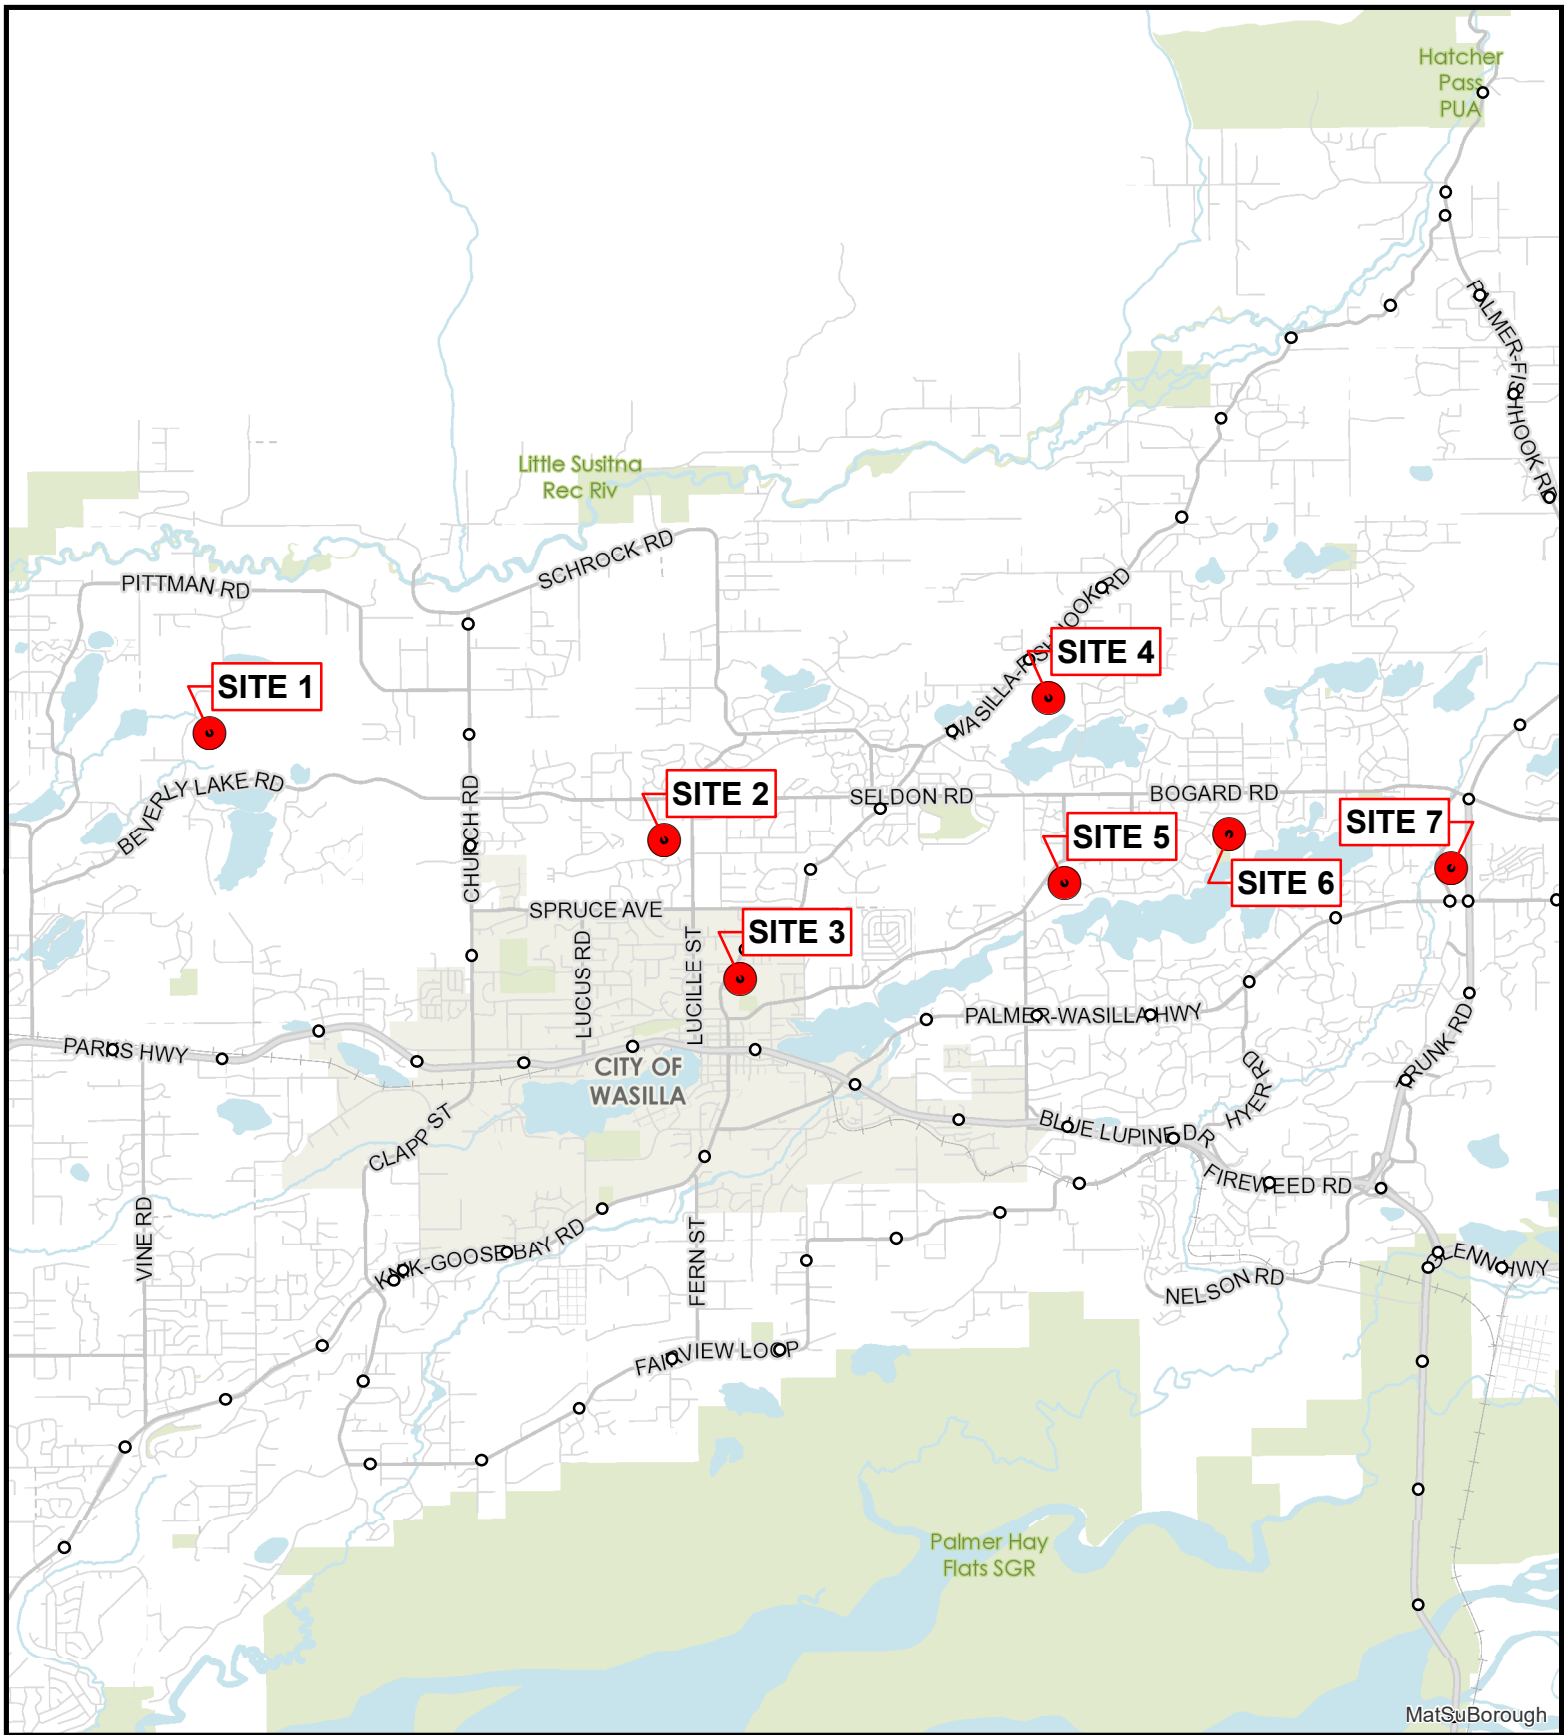 Hatcher
Pass
PUA
PALMER-FISHHOOK RD
Little Susitna
Rec Riv
SCHROCK RD
PITTMAN RD
WASILLA-FISHHOOK RD
SITE 4
SITE 1
BEVERLY LAKE RD
CHURCH RD
SITE 2
SELDON RD
BOGARD RD
SITE 7
SITE 5
SITE 6
SPRUCE AVE
SITE 3
LUCUS RD
LUCILLE ST
PALMER-WASILLA HWY
PARKS HWY
CITY OF
WASILLA
TRUNK RD
HYER RD
CLAPP ST
BLUE LUPINE DR
FIREWEED RD
VINE RD
KNIK-GOOSE BAY RD
FERN ST
GLENN HWY
NELSON RD
FAIRVIEW LOOP
Palmer Hay
Flats SGR
MatSuBorough